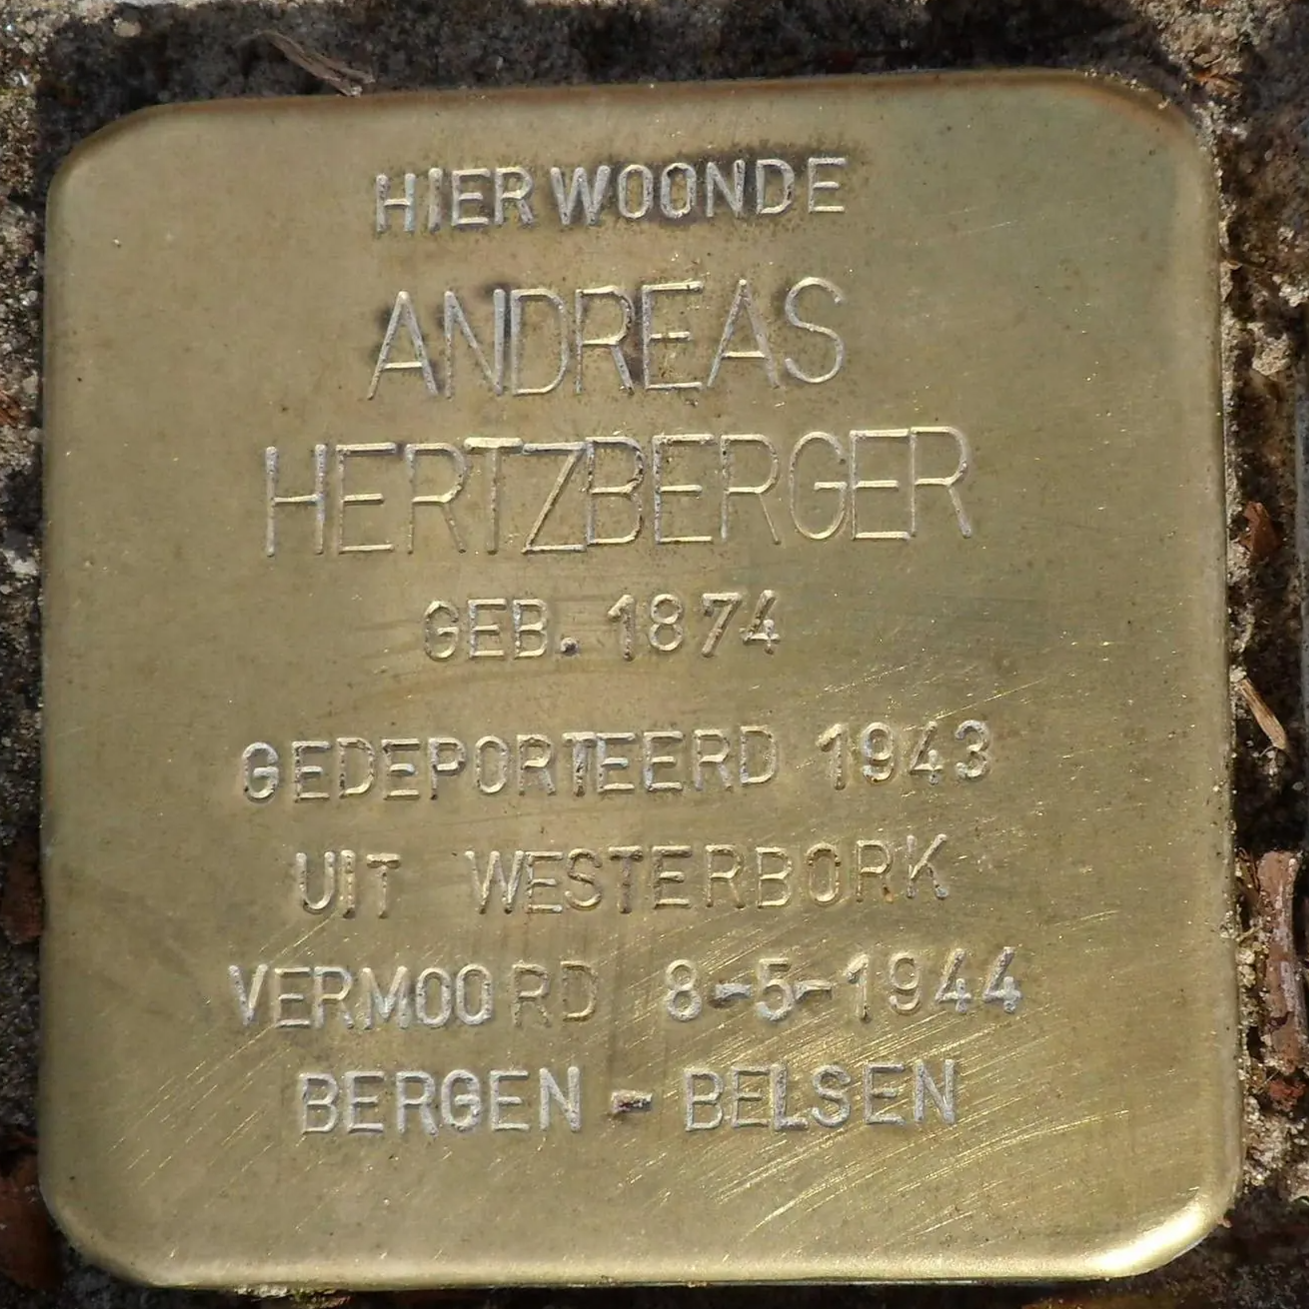 HIER WOONDE
ANDREAS
HERTZBERGER
GEB. 1874
GEDEPORTEERD 1943
UIT WESTERBORK
VERMOORD 8-5-1944
BERGEN - BELSEN